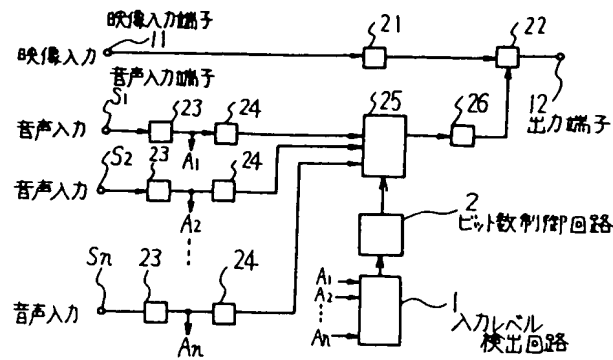 映像入力端子
11
21
22
映像入力
音声入力端子
12
出力端子
S1
23
24
25
26
音声入力
A1
S2
23
24
音声入力
A2
2
ビット数制御回路
Sn
23
24
A1
A2
音声入力
An
An
1
入力レベル
検出回路